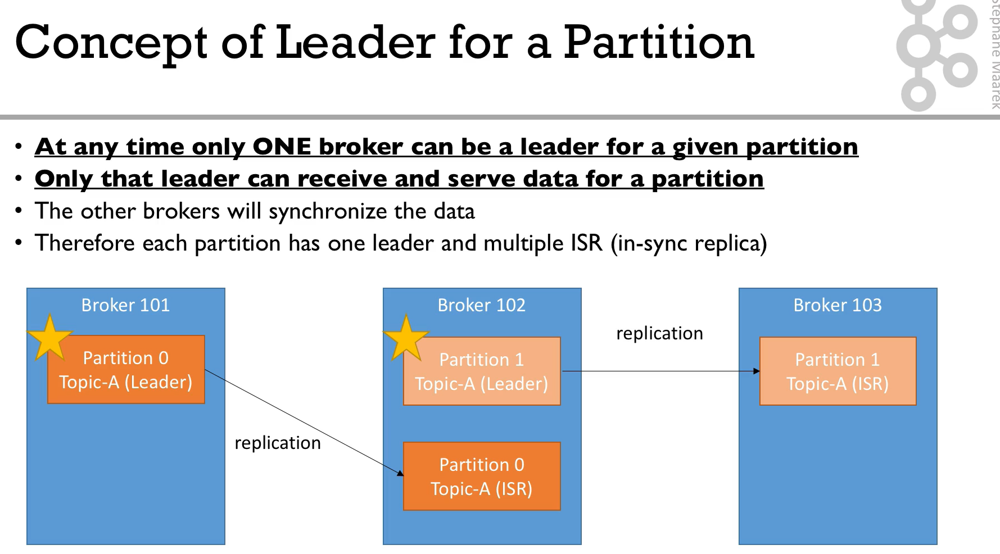 Concept of Leader for a Partition
Stephane Maarek
• At any time only ONE broker can be a leader for a given partition
• Only that leader can receive and serve data for a partition
• The other brokers will synchronize the data
• Therefore each partition has one leader and multiple ISR (in-sync replica)
Broker 101
Partition 0
Topic-A (Leader)
replication
Broker 102
Partition 1
Topic-A (Leader)
Partition 0
Topic-A (ISR)
replication
Broker 103
Partition 1
Topic-A (ISR)